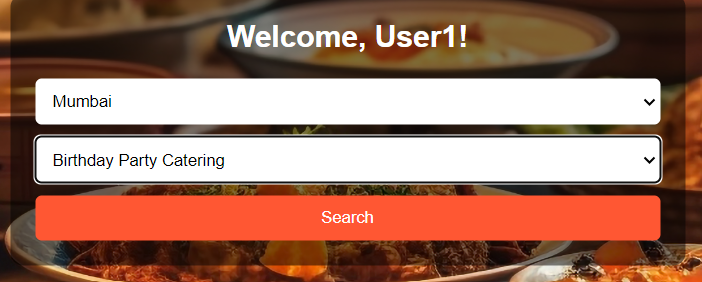 Welcome, User1!
Mumbai
Birthday Party Catering
Search